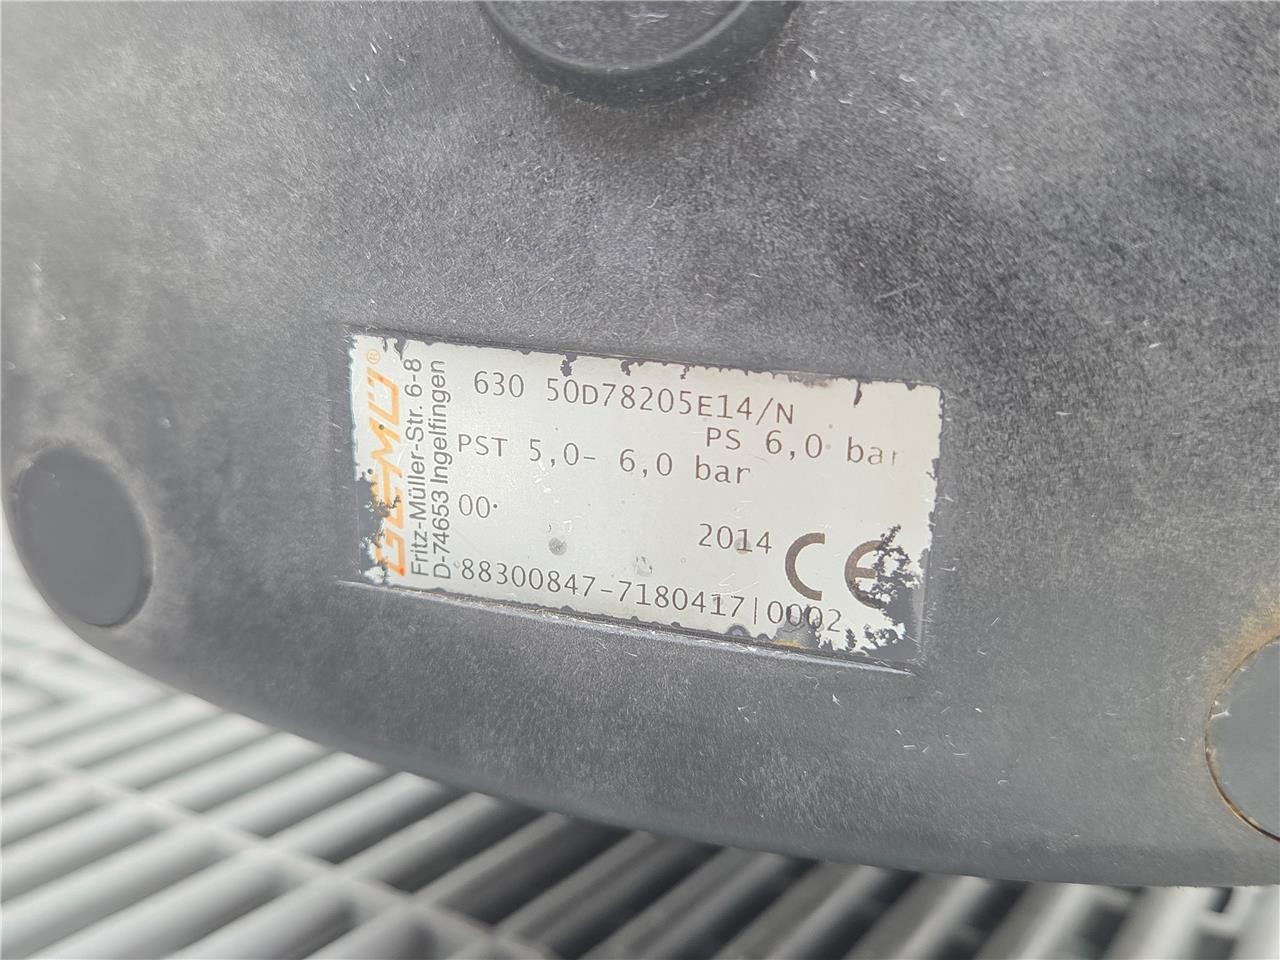 GEMÜ®
Fritz-Müller-Str. 6-8
D-74653 Ingelfingen
630 50D78205E14/N
PS 6,0 bar
PST 5,0- 6,0 bar
00
2014 CE
88300847-7180417|0002